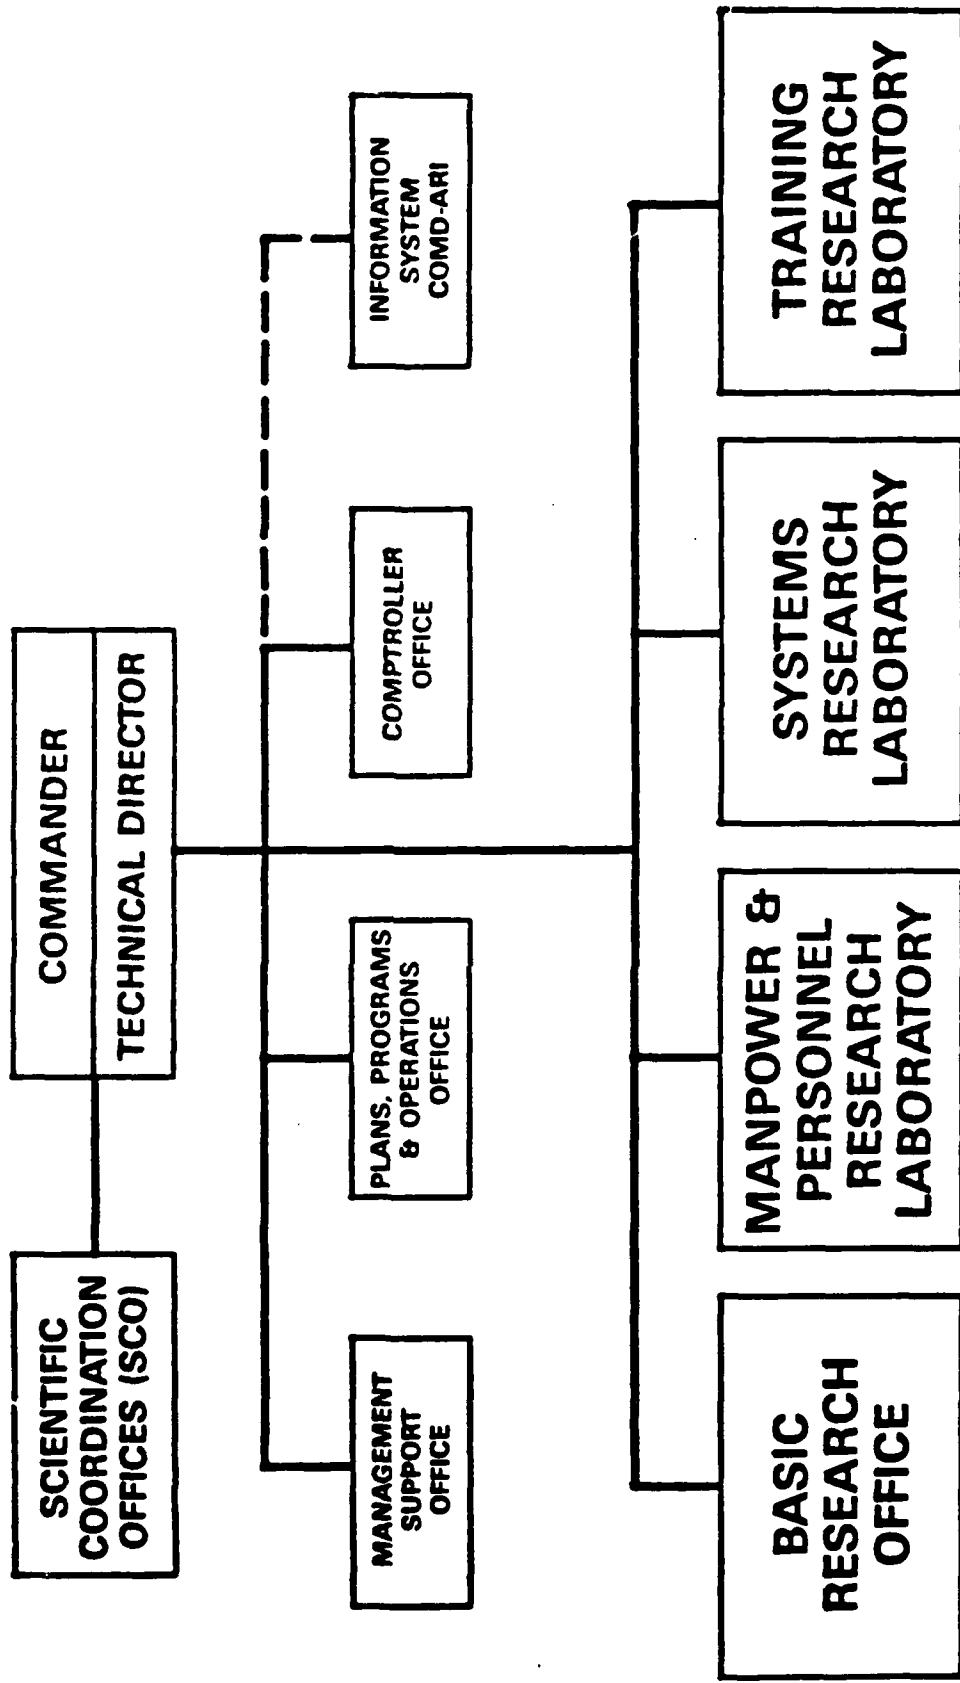 COMMANDER
TECHNICAL DIRECTOR
SCIENTIFIC
COORDINATION
OFFICES (SCO)
MANAGEMENT
SUPPORT
OFFICE
PLANS, PROGRAMS
& OPERATIONS
OFFICE
COMPTROLLER
OFFICE
INFORMATION
SYSTEM
COMD-ARI
BASIC
RESEARCH
OFFICE
MANPOWER &
PERSONNEL
RESEARCH
LABORATORY
SYSTEMS
RESEARCH
LABORATORY
TRAINING
RESEARCH
LABORATORY